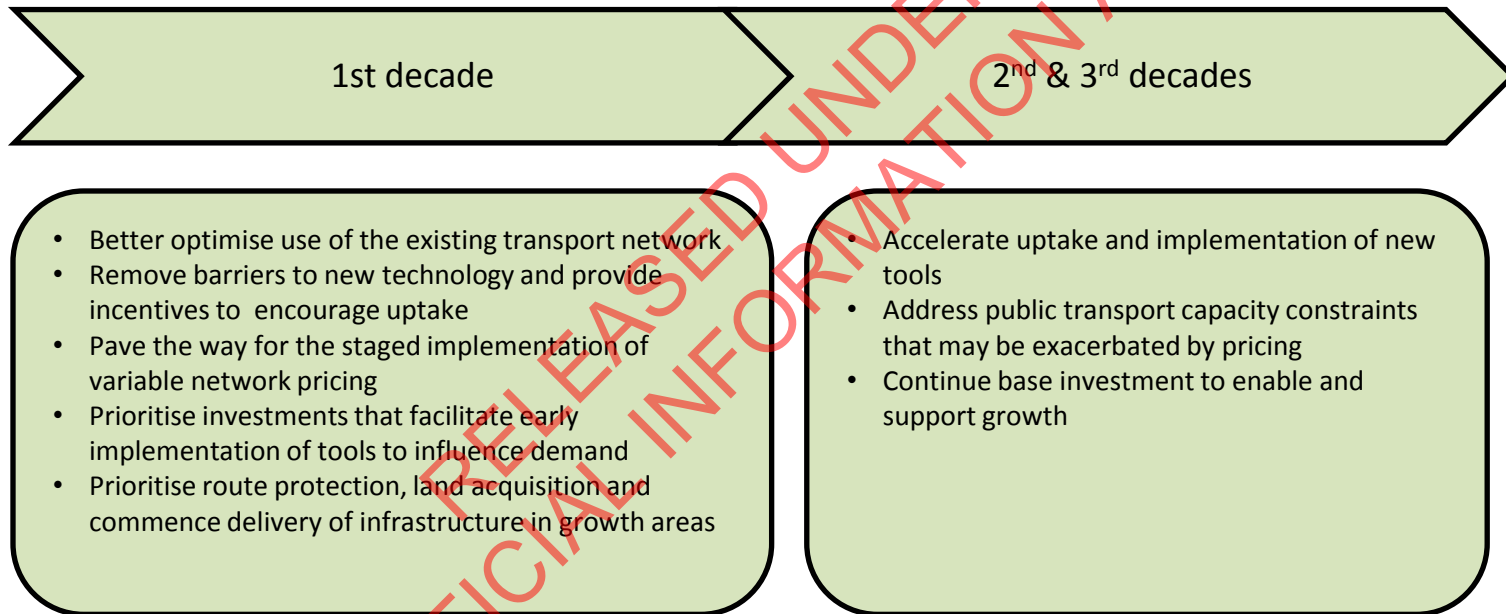 1st decade
2nd & 3rd decades
• Better optimise use of the existing transport network
• Remove barriers to new technology and provide
incentives to  encourage uptake
• Pave the way for the staged implementation of
variable network pricing
• Prioritise investments that facilitate early
implementation of tools to influence demand
• Prioritise route protection, land acquisition and
commence delivery of infrastructure in growth areas
• Accelerate uptake and implementation of new
tools
• Address public transport capacity constraints
that may be exacerbated by pricing
• Continue base investment to enable and
support growth
RELEASED UNDER
INFORMATION